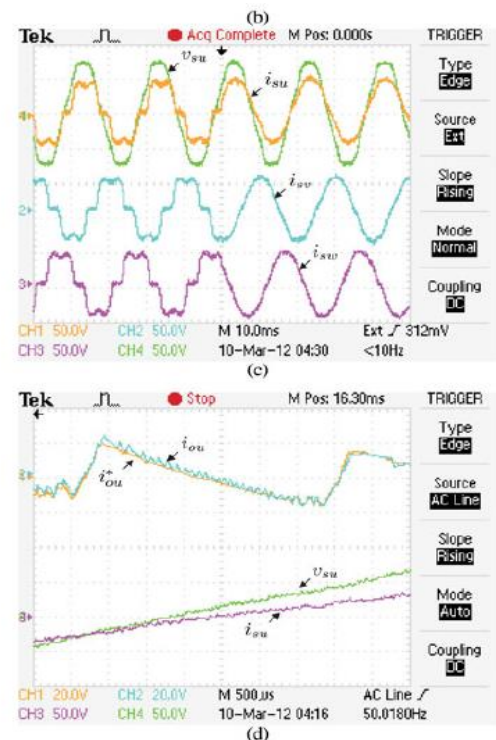 (b)
Tek Acq Complete M Pos: 0.000s TRIGGER
v_su
i_su
Type
Edge
4
Source
Ext
2
i_sv
Slope
Rising
Mode
Normal
3
i_sw
Coupling
DC
CH1 50.0V CH2 50.0V M 10.0ms Ext 312mV
CH3 50.0V CH4 50.0V 10-Mar-12 04:30 <10Hz
(c)
Tek Stop M Pos: 16.30ms TRIGGER
Type
Edge
i_ou
i*_ou
Source
AC Line
Slope
Rising
v_su
Mode
Auto
i_su
Coupling
DC
CH1 20.0V CH2 20.0V M 500µs AC Line
CH3 50.0V CH4 50.0V 10-Mar-12 04:16 50.0180Hz
(d)